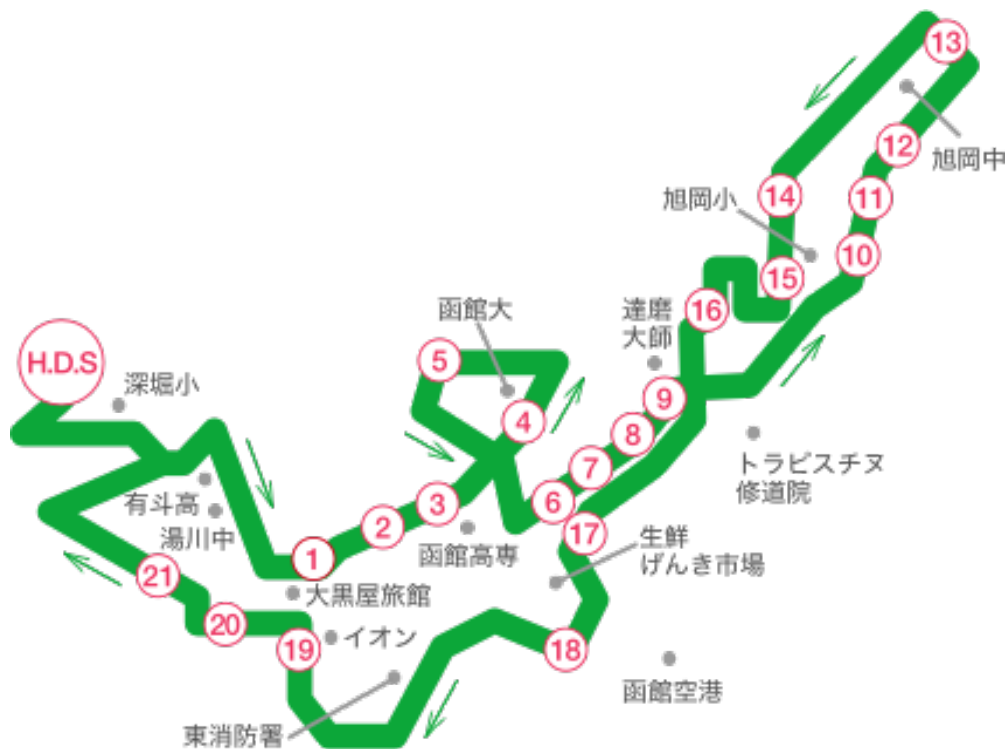 13
12
旭岡中
14
旭岡小
11
10
15
16
達磨
大師
函館大
5
H.D.S
深堀小
9
4
8
トラピスチヌ
修道院
7
有斗高
3
6
2
湯川中
17
函館高専
生鮮
げんき市場
1
21
大黒屋旅館
20
イオン
19
18
函館空港
東消防署